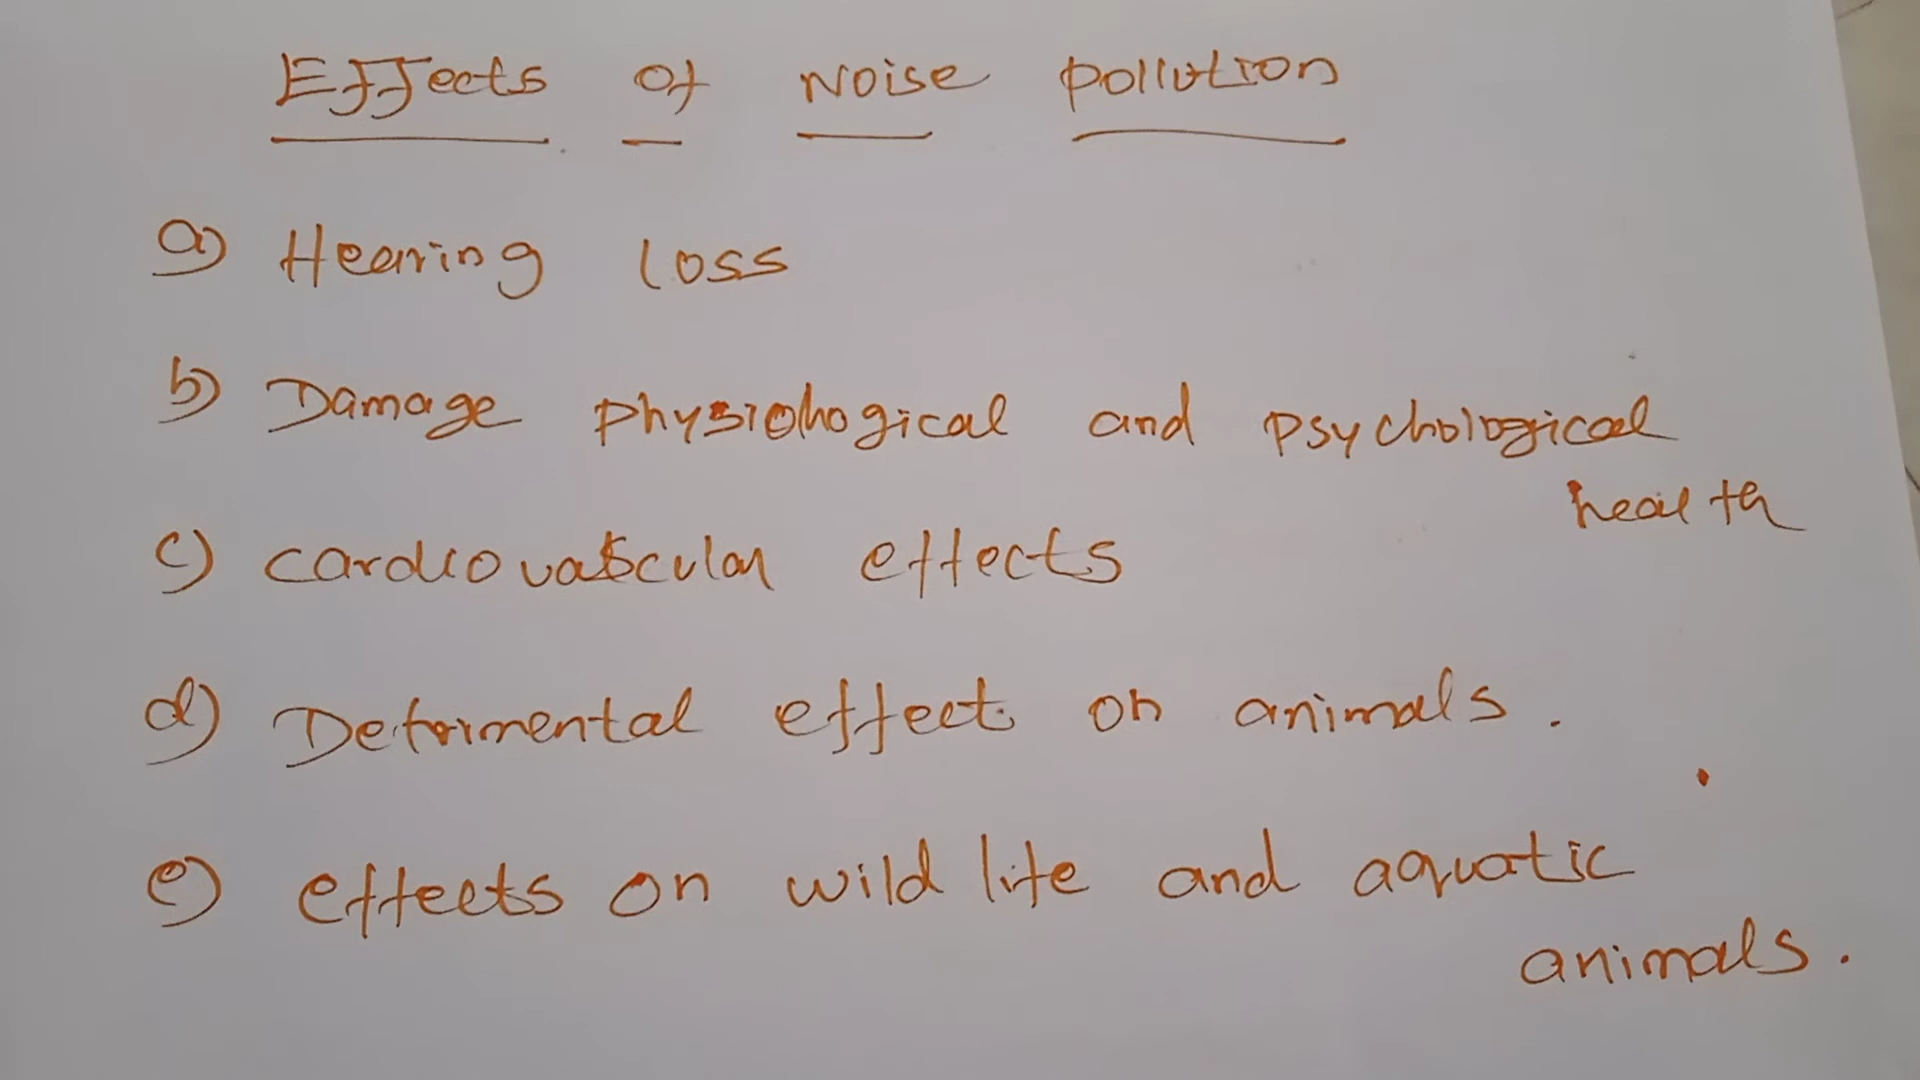 Effects of Noise pollution
a) Hearing loss
b) Damage physiological and psychological
health
c) cardiovascular effects
d) Detrimental effect on animals.
e) effects on wild life and aquatic
animals.